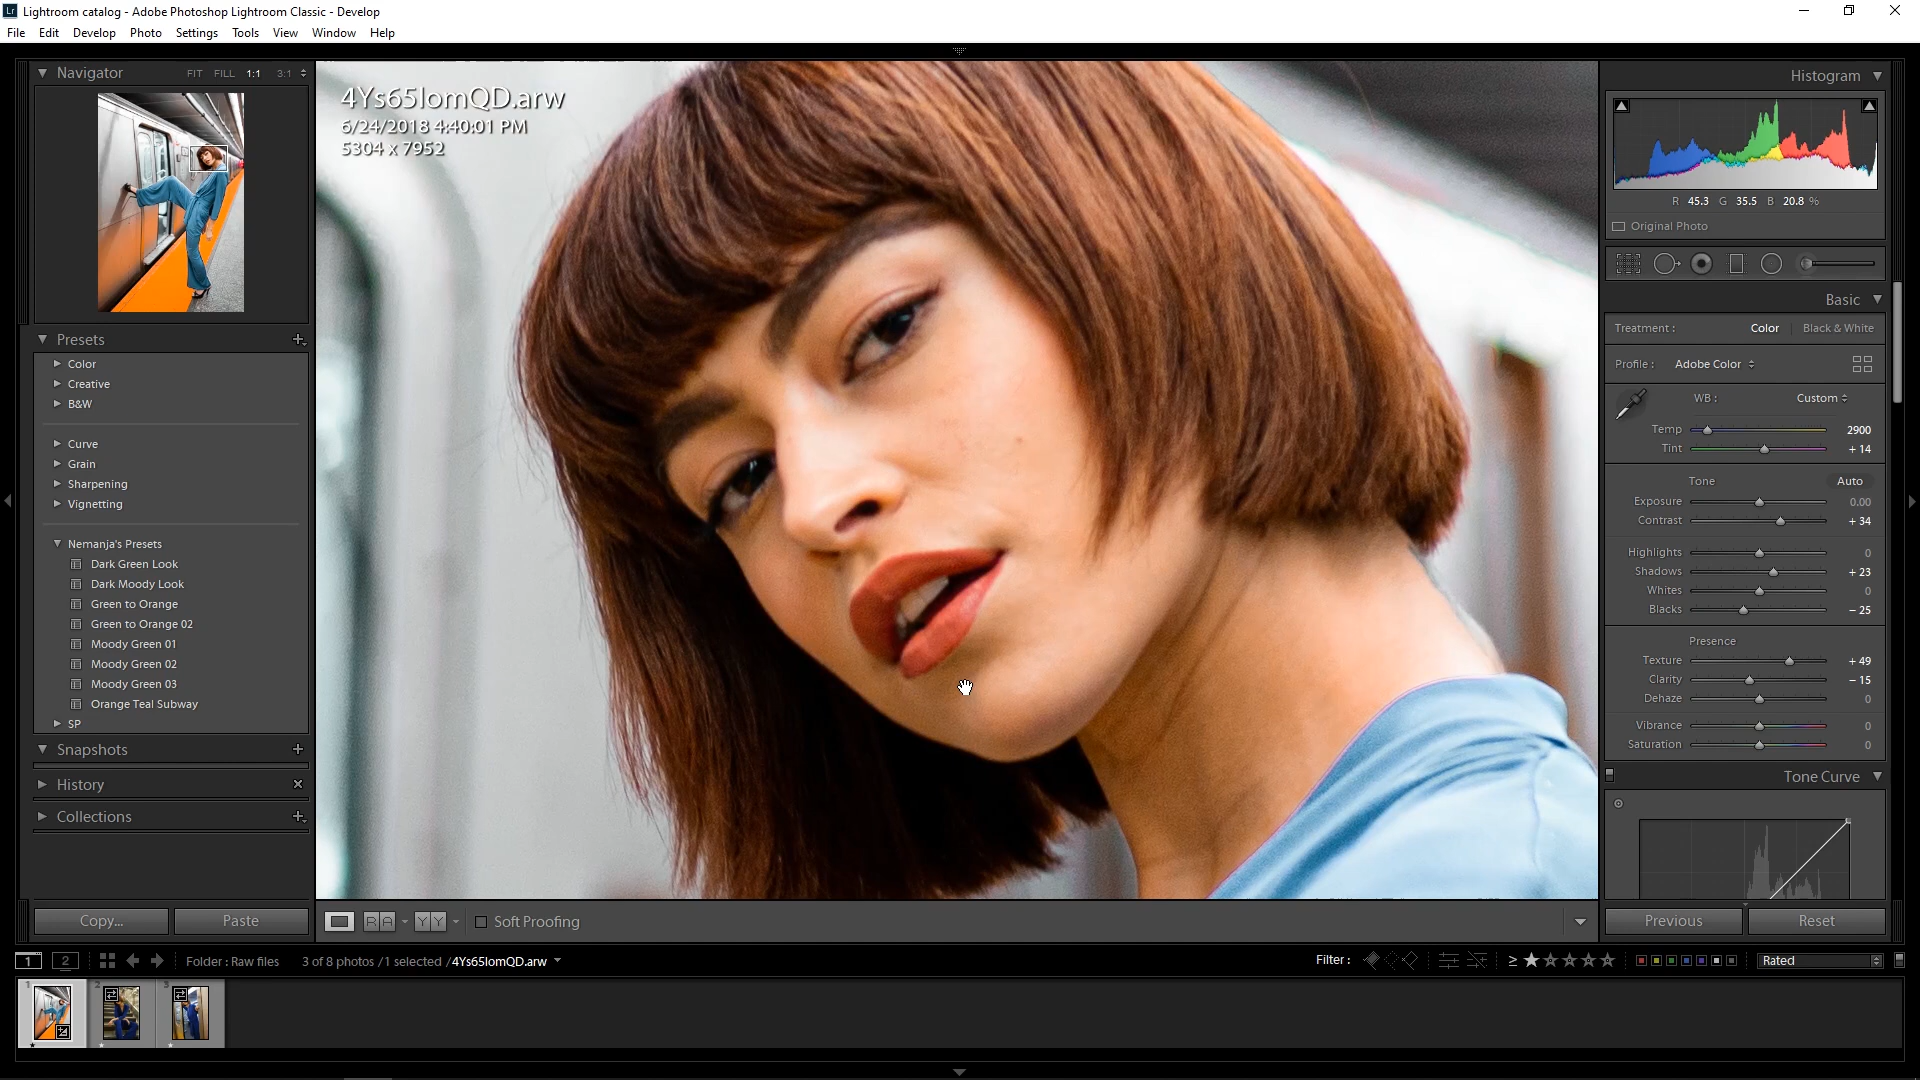 Lightroom catalog - Adobe Photoshop Lightroom Classic - Develop
File Edit Develop Photo Settings Tools View Window Help
Navigator FIT FILL 1:1 3:1
4Ys65lomQD.arw
6/24/2018 4:40:01 PM
5304 x 7952
Presets
Color
Creative
B&W
Curve
Grain
Sharpening
Vignetting
Nemanja's Presets
Dark Green Look
Dark Moody Look
Green to Orange
Green to Orange 02
Moody Green 01
Moody Green 02
Moody Green 03
Orange Teal Subway
SP
Snapshots
History
Collections
Copy... Paste
Soft Proofing
Histogram
R 45.3 G 35.5 B 20.8 %
Original Photo
Basic
Treatment : Color Black & White
Profile : Adobe Color
WB : Custom
Temp 2900
Tint + 14
Tone Auto
Exposure 0.00
Contrast + 34
Highlights 0
Shadows + 23
Whites 0
Blacks – 25
Presence
Texture + 49
Clarity – 15
Dehaze 0
Vibrance 0
Saturation 0
Tone Curve
Previous Reset
1 2 Folder : Raw files 3 of 8 photos /1 selected /4Ys65lomQD.arw Filter : ≥ Rated
1 2 3